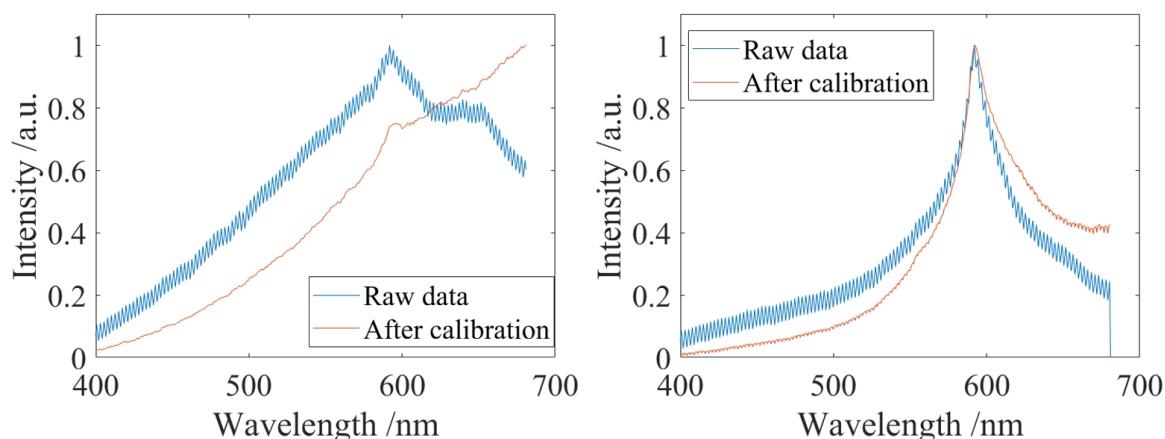 Intensity /a.u.
1
0.8
0.6
0.4
0.2
0
400
500
600
700
Wavelength /nm
Raw data
After calibration
Intensity /a.u.
1
0.8
0.6
0.4
0.2
0
400
500
600
700
Wavelength /nm
Raw data
After calibration